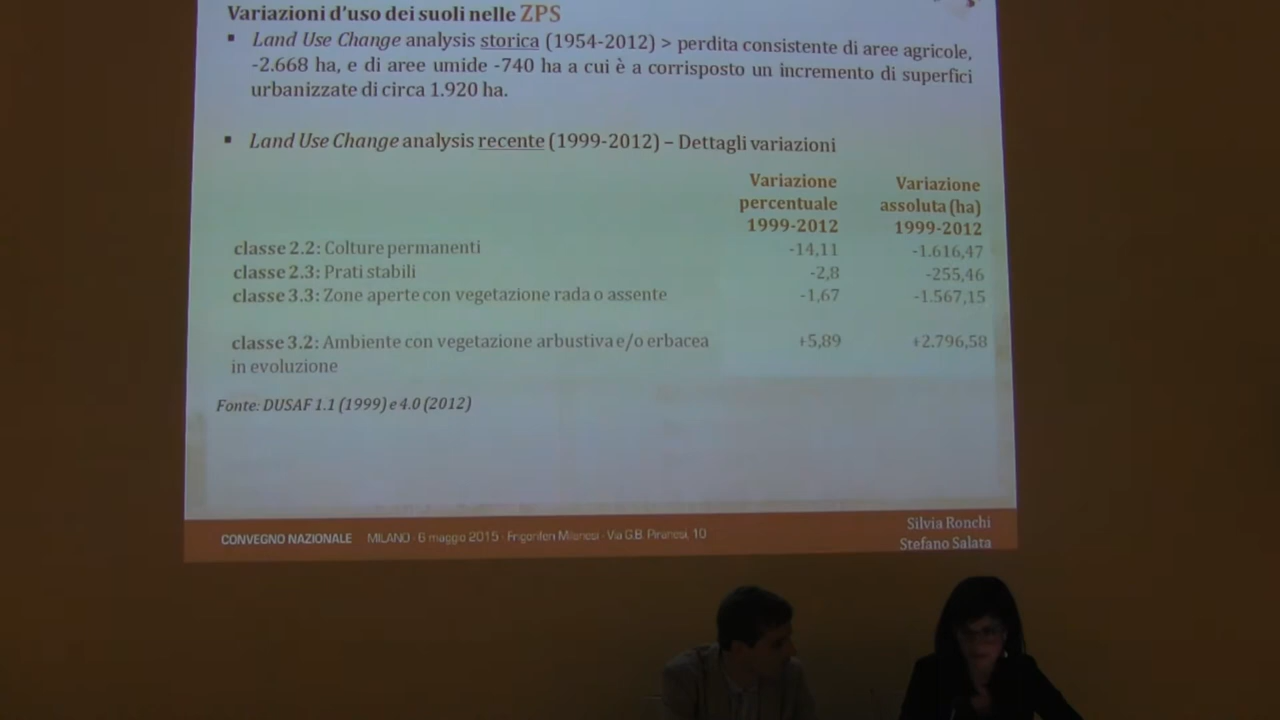 Variazioni d'uso dei suoli nelle ZPS
▪ Land Use Change analysis storica (1954-2012) > perdita consistente di aree agricole,
-2.668 ha, e di aree umide -740 ha a cui è a corrisposto un incremento di superfici
urbanizzate di circa 1.920 ha.
▪ Land Use Change analysis recente (1999-2012) – Dettagli variazioni
Variazione percentuale 1999-2012
Variazione assoluta (ha) 1999-2012
classe 2.2: Colture permanenti -14,11 -1.616,47
classe 2.3: Prati stabili -2,8 -255,46
classe 3.3: Zone aperte con vegetazione rada o assente -1,67 -1.567,15
classe 3.2: Ambiente con vegetazione arbustiva e/o erbacea +5,89 +2.796,58
in evoluzione
Fonte: DUSAF 1.1 (1999) e 4.0 (2012)
CONVEGNO NAZIONALE MILANO · 6 maggio 2015 · Frigoriferi Milanesi · Via G.B. Piranesi, 10
Silvia Ronchi
Stefano Salata